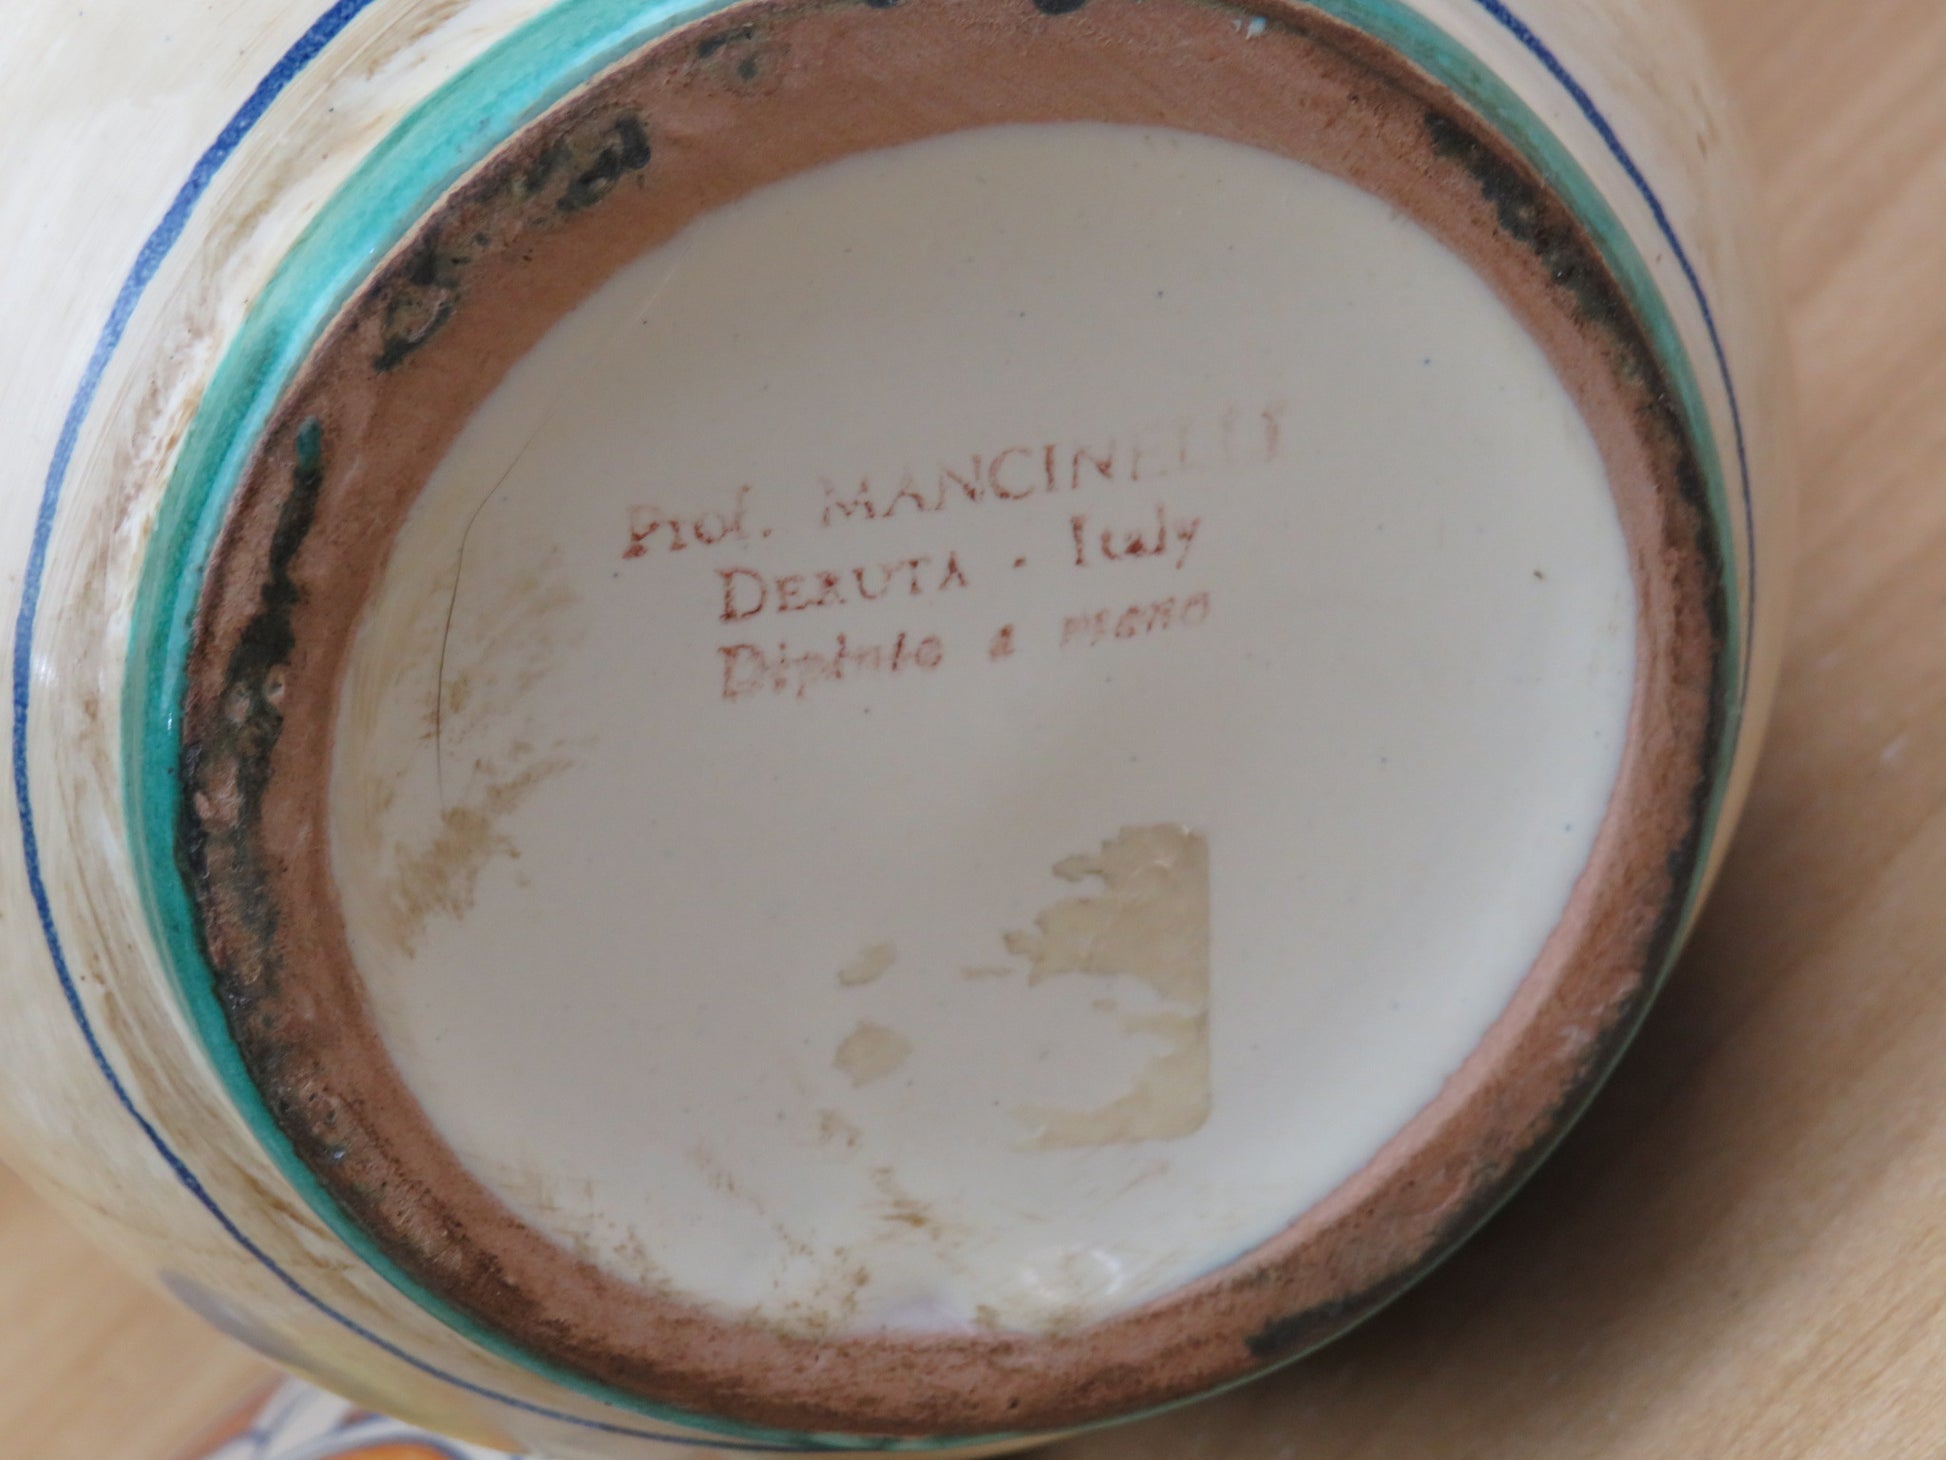 Prof. MANCINELLI
DERUTA · Italy
Dipinto a mano